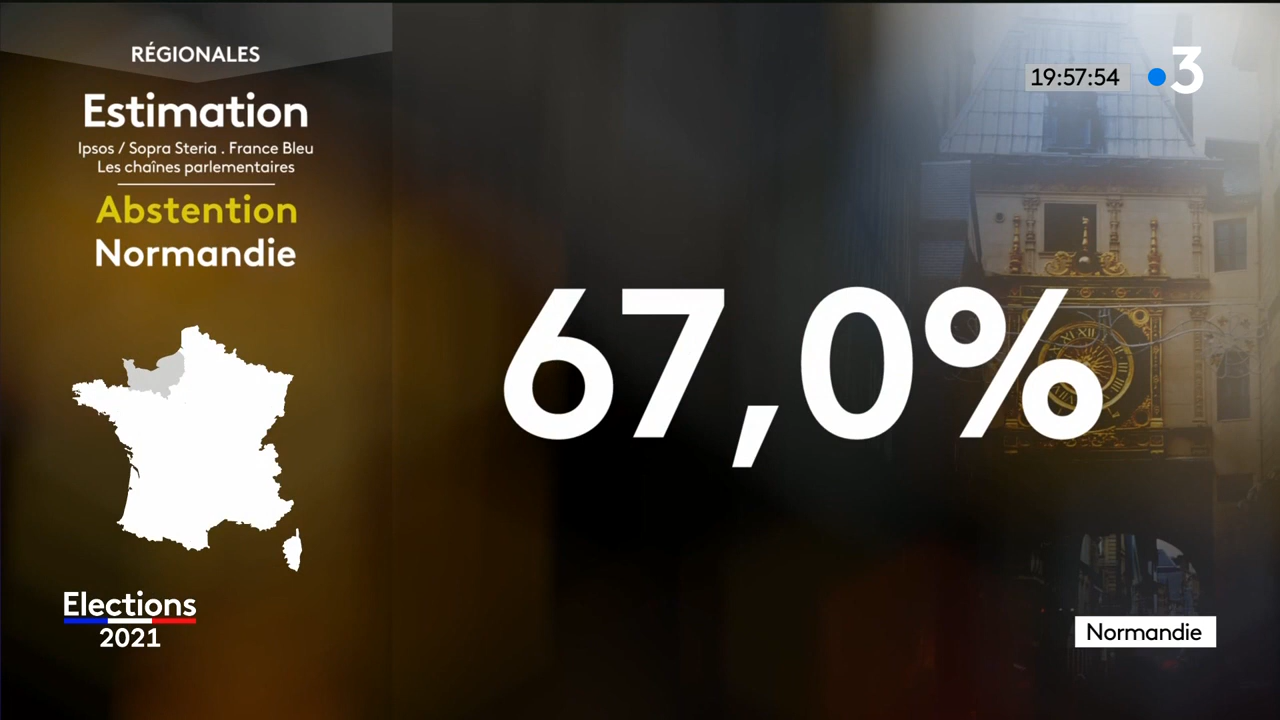 RÉGIONALES
Estimation
Ipsos / Sopra Steria . France Bleu
Les chaînes parlementaires
Abstention
Normandie
19:57:54
3
67,0%
Elections
2021
Normandie